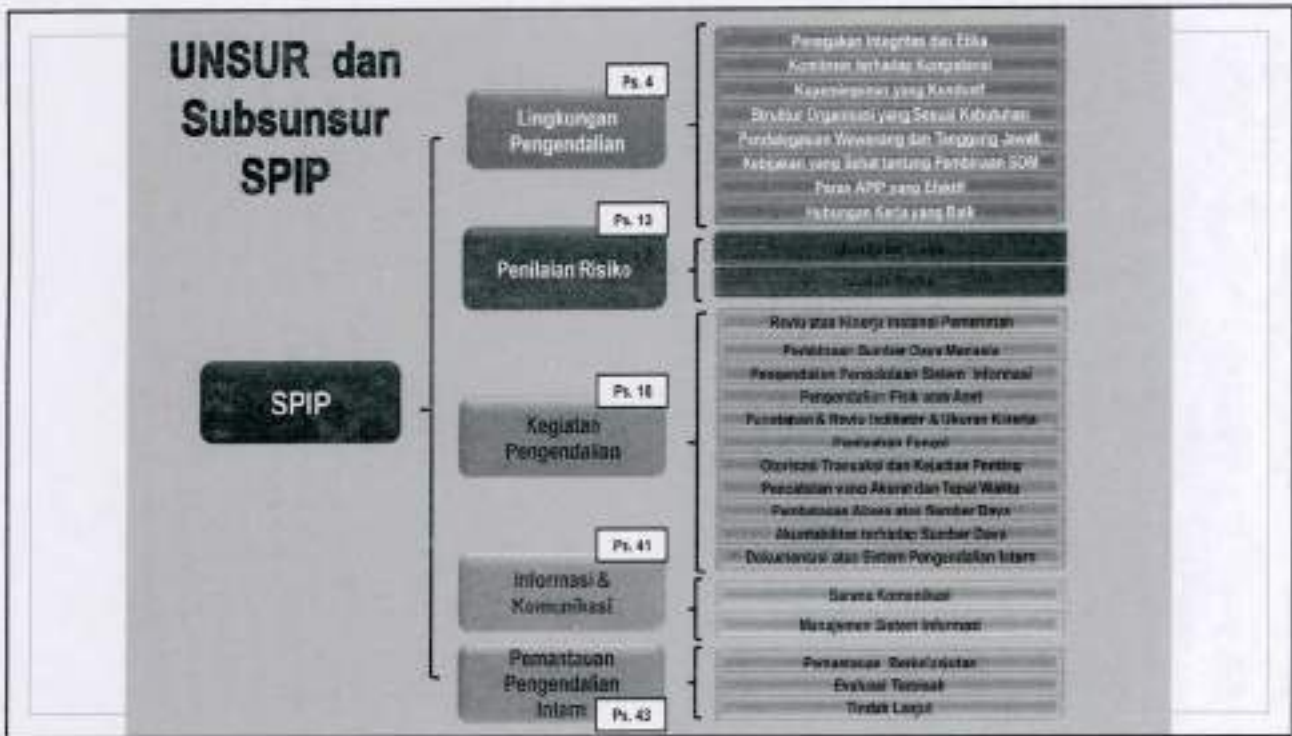 UNSUR dan
Subsunsur
SPIP
SPIP
Ps. 4
Lingkungan
Pengendalian
Penegakan Integritas dan Etika
Komitmen terhadap Kompetensi
Kepemimpinan yang Kondusif
Struktur Organisasi yang Sesuai Kebutuhan
Pendelegasian Wewenang dan Tanggung Jawab
Kebijakan yang Sehat tentang Pembinaan SDM
Peran APIP yang Efektif
Hubungan Kerja yang Baik
Ps. 13
Penilaian Risiko
Ps. 18
Kegiatan
Pengendalian
Reviu atas Kinerja Instansi Pemerintah
Pembinaan Sumber Daya Manusia
Pengendalian Pengelolaan Sistem Informasi
Pengendalian Fisik atas Aset
Penetapan & Reviu Indikator & Ukuran Kinerja
Pemisahan Fungsi
Otorisasi Transaksi dan Kejadian Penting
Pencatatan yang Akurat dan Tepat Waktu
Pembatasan Akses atas Sumber Daya
Akuntabilitas terhadap Sumber Daya
Dokumentasi atas Sistem Pengendalian Intern
Ps. 41
Informasi &
Komunikasi
Sarana Komunikasi
Manajemen Sistem Informasi
Pemantauan
Pengendalian
Intern
Ps. 43
Pemantauan Berkelanjutan
Evaluasi Terpisah
Tindak Lanjut